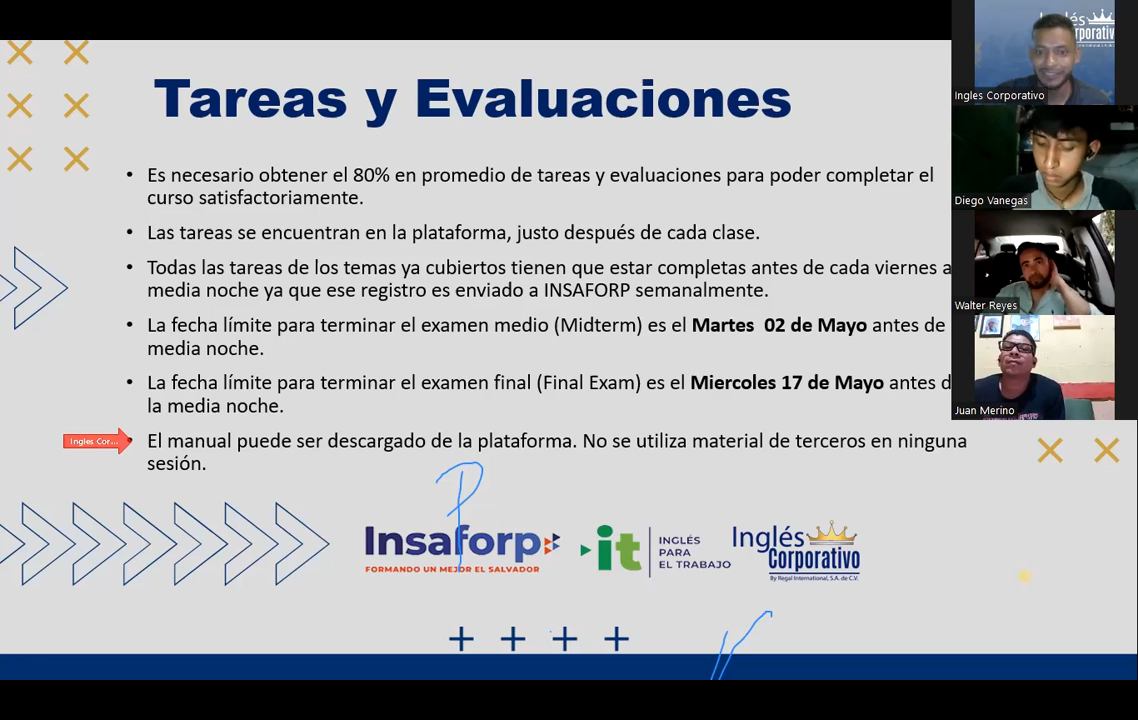 Tareas y Evaluaciones
• Es necesario obtener el 80% en promedio de tareas y evaluaciones para poder completar el
curso satisfactoriamente.
• Las tareas se encuentran en la plataforma, justo después de cada clase.
• Todas las tareas de los temas ya cubiertos tienen que estar completas antes de cada viernes a
media noche ya que ese registro es enviado a INSAFORP semanalmente.
• La fecha límite para terminar el examen medio (Midterm) es el Martes 02 de Mayo antes de
media noche.
• La fecha límite para terminar el examen final (Final Exam) es el Miercoles 17 de Mayo antes d
la media noche.
Ingles Cor...
• El manual puede ser descargado de la plataforma. No se utiliza material de terceros en ninguna
sesión.
P
Insaforp
FORMANDO UN MEJOR EL SALVADOR
it
INGLÉS
PARA
EL TRABAJO
Inglés
Corporativo
By Regal International, S.A. de C.V.
Ingles Corporativo
Diego Vanegas
Walter Reyes
Juan Merino